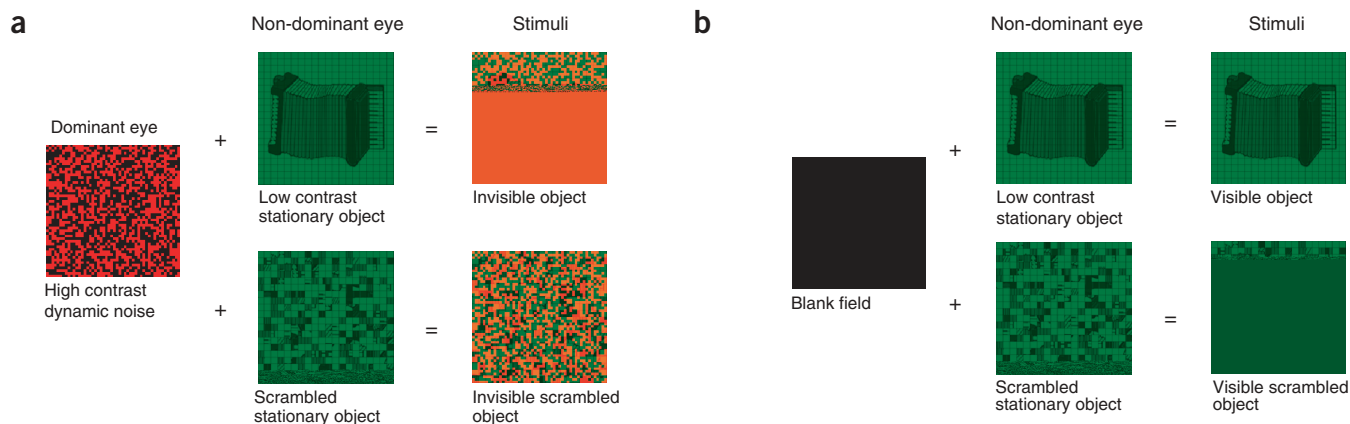 a
Non-dominant eye
Stimuli
Dominant eye
+
=
Low contrast
stationary object
Invisible object
High contrast
dynamic noise
+
=
Scrambled
stationary object
Invisible scrambled
object
b
Non-dominant eye
Stimuli
+
=
Low contrast
stationary object
Visible object
Blank field
+
=
Scrambled
stationary object
Visible scrambled
object